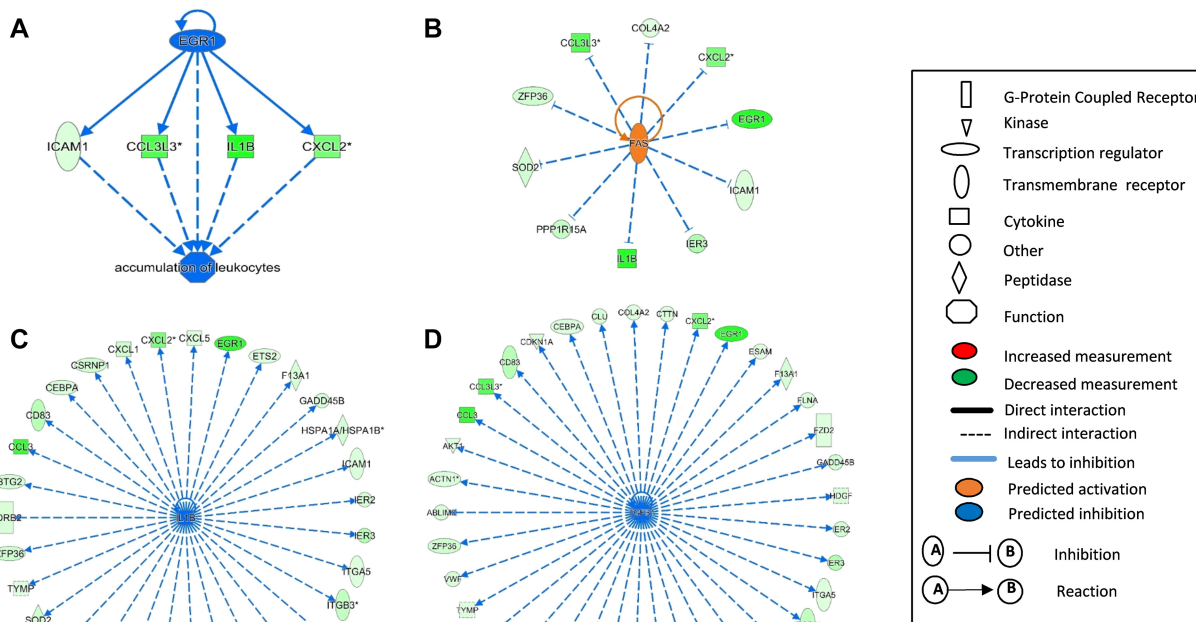 A
EGR1
ICAM1
CCL3L3*
IL1B
CXCL2*
accumulation of leukocytes
B
COL4A2
CCL3L3*
CXCL2*
ZFP36
EGR1
FAS
SOD2
ICAM1
PPP1R15A
IER3
IL1B
C
CXCL2*
CXCL5
EGR1
CXCL1
ETS2
CSRNP1
F13A1
CEBPA
GADD45B
CD83
HSPA1A/HSPA1B*
CCL3
ICAM1
BTG2
IER2
DRB2
IL1B
IER3
ZFP36
ITGA5
TYMP
ITGB3*
SOD2
D
COL4A2
CLU
CTTN
CEBPA
CXCL2*
EGR1
CDKN1A
ESAM
CD83
F13A1
CCL3L3*
FLNA
CCL3
FZD2
AKT1
GADD45B
ACTN1*
HDGF
IER2
ZFP36
IER3
VWF
ITGA5
TYMP
G-Protein Coupled Receptor
Kinase
Transcription regulator
Transmembrane receptor
Cytokine
Other
Peptidase
Function
Increased measurement
Decreased measurement
Direct interaction
Indirect interaction
Leads to inhibition
Predicted activation
Predicted inhibition
A B Inhibition
A B Reaction